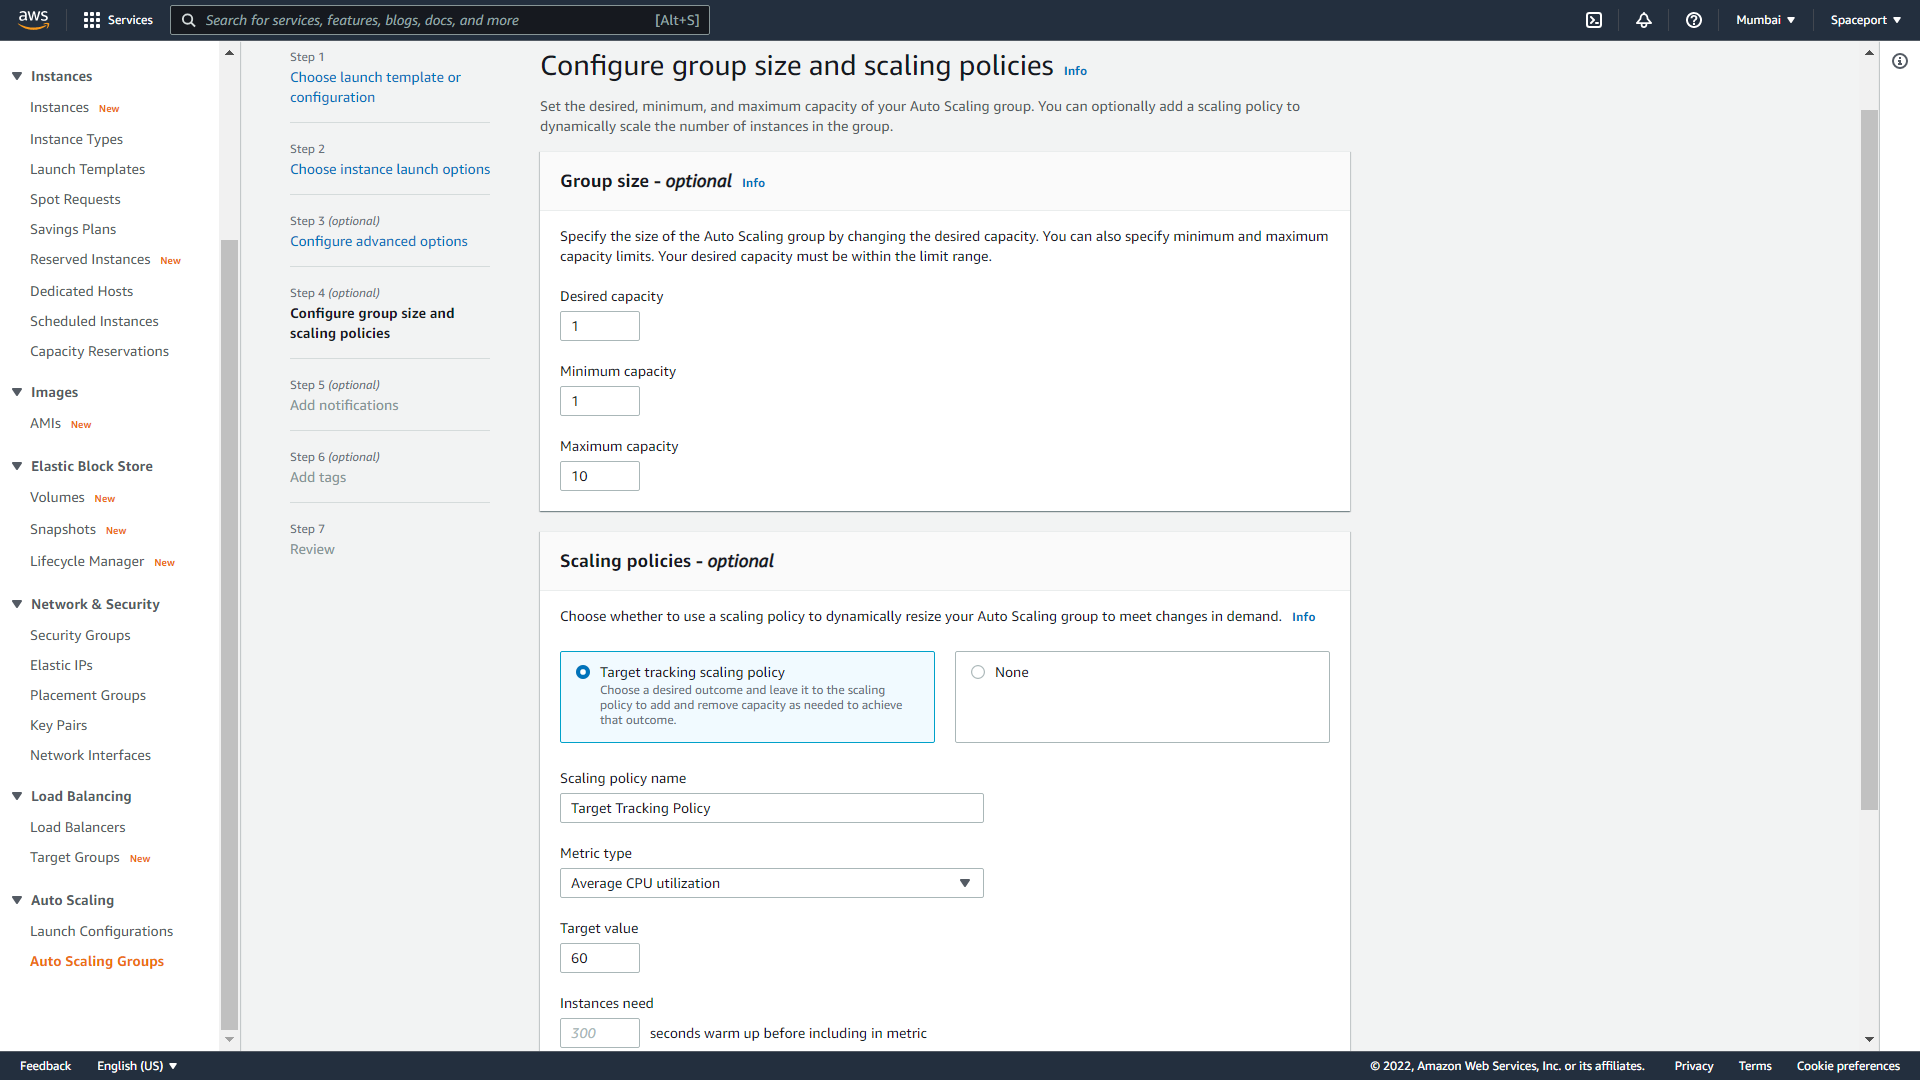 aws
Services
Search for services, features, blogs, docs, and more
[Alt+S]
Mumbai
Spaceport
Instances
Instances New
Instance Types
Launch Templates
Spot Requests
Savings Plans
Reserved Instances New
Dedicated Hosts
Scheduled Instances
Capacity Reservations
Images
AMIs New
Elastic Block Store
Volumes New
Snapshots New
Lifecycle Manager New
Network & Security
Security Groups
Elastic IPs
Placement Groups
Key Pairs
Network Interfaces
Load Balancing
Load Balancers
Target Groups New
Auto Scaling
Launch Configurations
Auto Scaling Groups
Step 1
Choose launch template or
configuration
Step 2
Choose instance launch options
Step 3 (optional)
Configure advanced options
Step 4 (optional)
Configure group size and
scaling policies
Step 5 (optional)
Add notifications
Step 6 (optional)
Add tags
Step 7
Review
Configure group size and scaling policies Info
Set the desired, minimum, and maximum capacity of your Auto Scaling group. You can optionally add a scaling policy to
dynamically scale the number of instances in the group.
Group size - optional Info
Specify the size of the Auto Scaling group by changing the desired capacity. You can also specify minimum and maximum
capacity limits. Your desired capacity must be within the limit range.
Desired capacity
1
Minimum capacity
1
Maximum capacity
10
Scaling policies - optional
Choose whether to use a scaling policy to dynamically resize your Auto Scaling group to meet changes in demand. Info
Target tracking scaling policy
Choose a desired outcome and leave it to the scaling
policy to add and remove capacity as needed to achieve
that outcome.
None
Scaling policy name
Target Tracking Policy
Metric type
Average CPU utilization
Target value
60
Instances need
300 seconds warm up before including in metric
Feedback
English (US)
© 2022, Amazon Web Services, Inc. or its affiliates.
Privacy
Terms
Cookie preferences